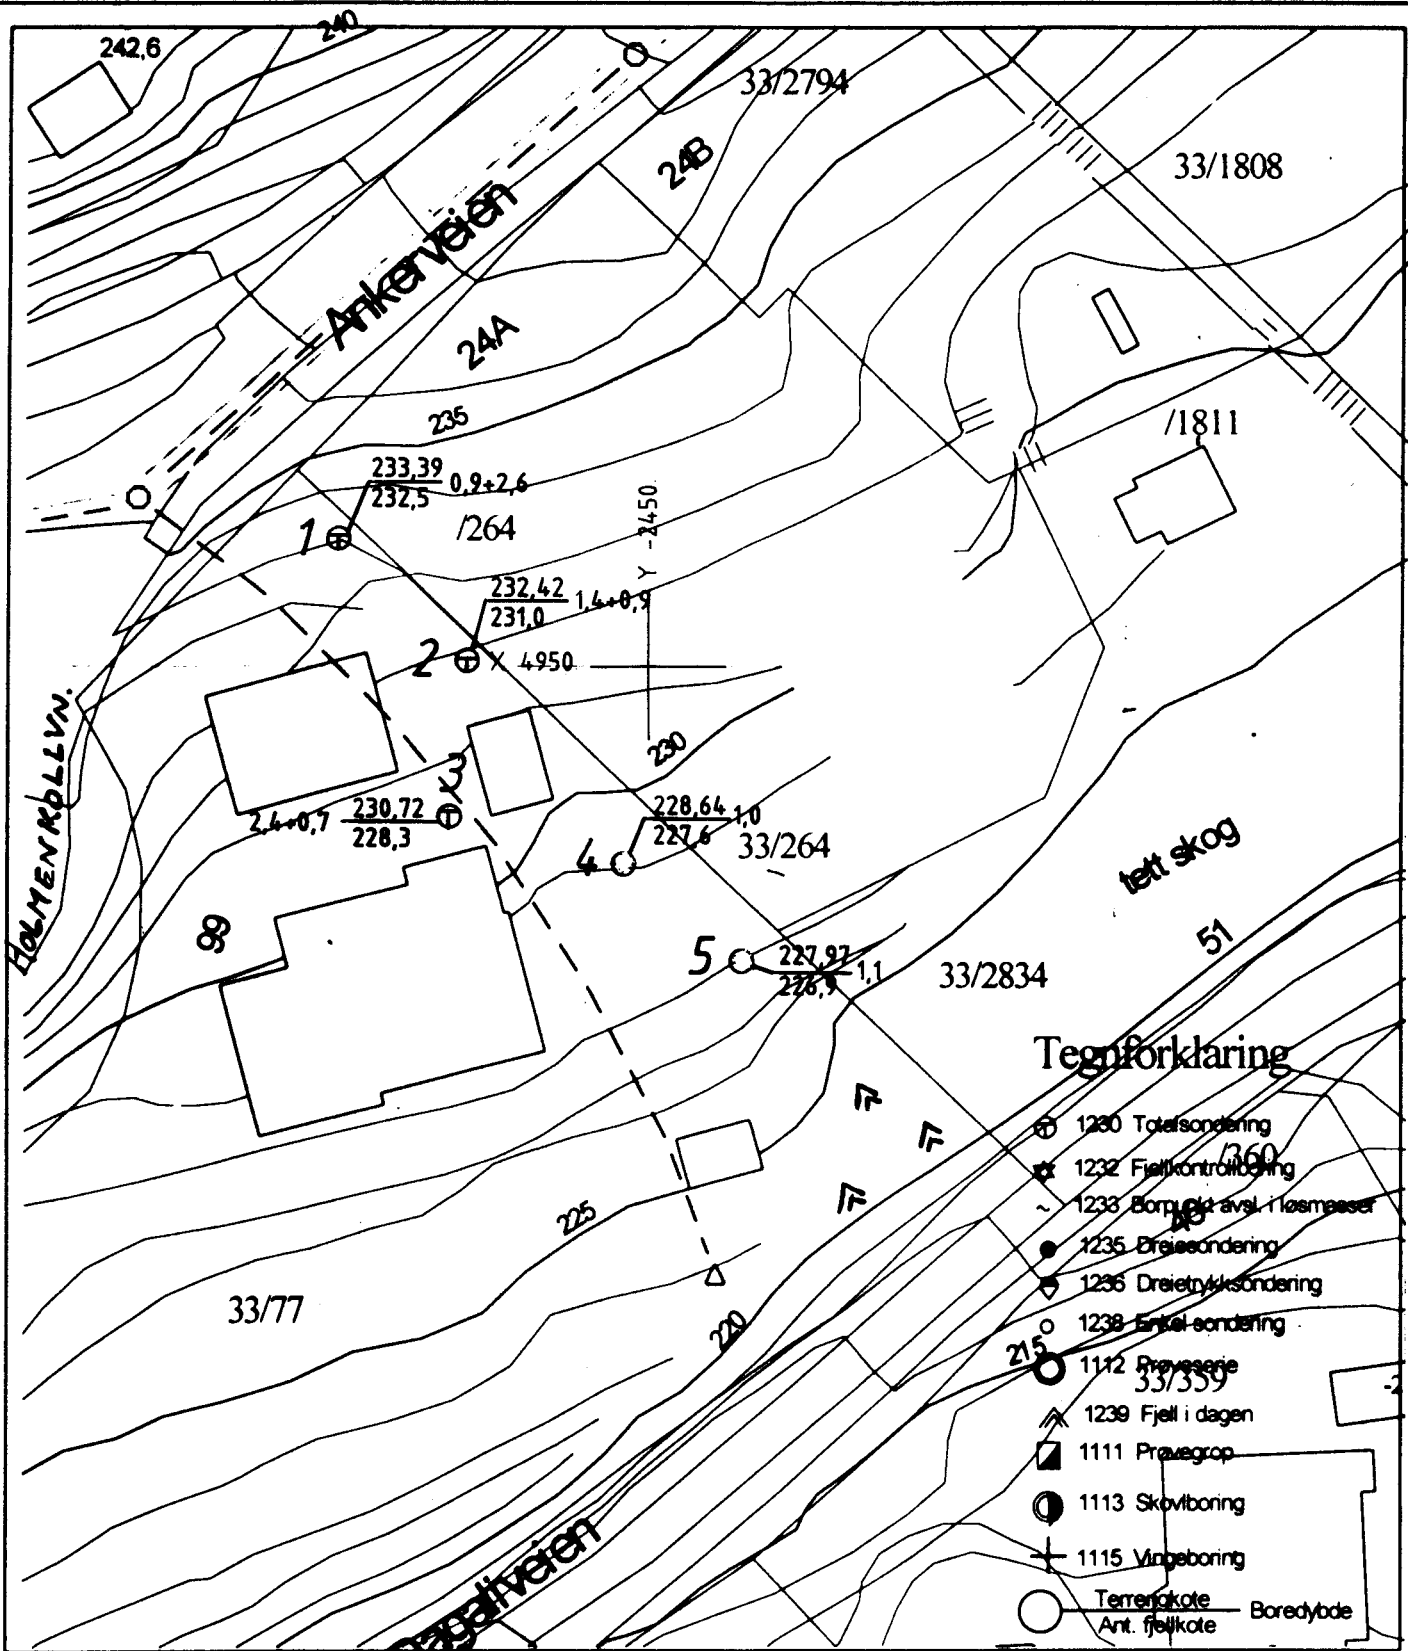 242,6
240
33/2794
24B
33/1808
Ankerveien
24A
235
/1811
233,39
232,5
0,9+2,6
1
/264
Y -2450
232,42
231,0
1,4+0,9
2
X 4950
HOLMENKOLLVN.
230
3
2,4+0,7
230,72
228,3
228,64
227,6
1,0
4
33/264
tett skog
99
51
5
227,97
226,9
1,1
33/2834
Tegnforklaring
1230 Totalsondering
/360
1232 Fjellkontrollboring
1233 Borpunkt avsl. i løsmasser
46
225
1235 Dreiesondering
1236 Dreietrykksondering
33/77
220
1238 Enkel sondering
215
1112 Prøveserie
33/359
-2
1239 Fjell i dagen
1111 Prøvegrop
1113 Skovlboring
1115 Vingeboring
Terrengkote
Ant. fjellkote
Boredybde